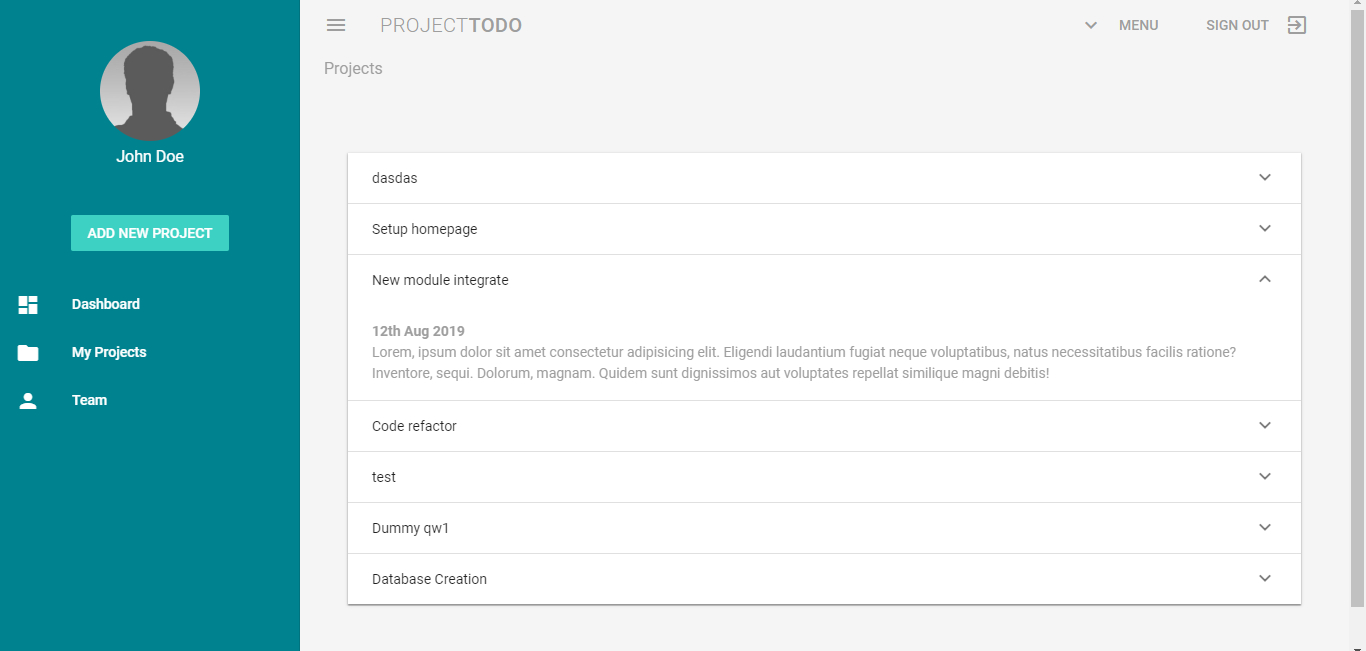 John Doe
ADD NEW PROJECT
Dashboard
My Projects
Team
PROJECTTODO
MENU
SIGN OUT
Projects
dasdas
Setup homepage
New module integrate
12th Aug 2019
Lorem, ipsum dolor sit amet consectetur adipisicing elit. Eligendi laudantium fugiat neque voluptatibus, natus necessitatibus facilis ratione?
Inventore, sequi. Dolorum, magnam. Quidem sunt dignissimos aut voluptates repellat similique magni debitis!
Code refactor
test
Dummy qw1
Database Creation